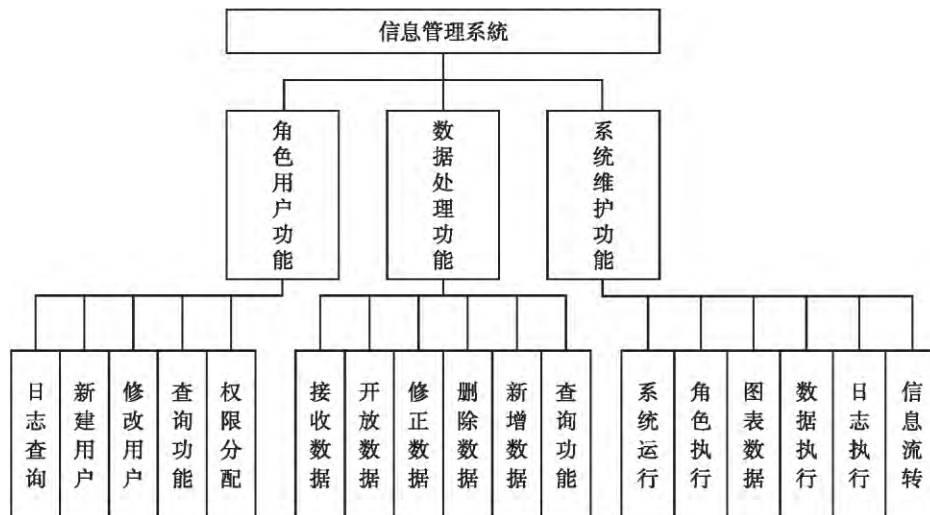 信息管理系統
角色用户功能
数据处理功能
系统维护功能
日志查询
新建用户
修改用户
查询功能
权限分配
接收数据
开放数据
修正数据
删除数据
新增数据
查询功能
系统运行
角色执行
图表数据
数据执行
日志执行
信息流转